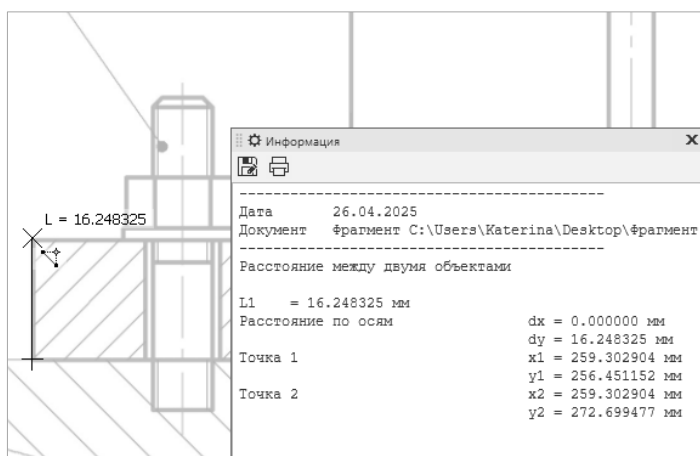 Информация
L = 16.248325
-------------------------------------------
Дата 26.04.2025
Документ Фрагмент C:\Users\Katerina\Desktop\Фрагмент
-------------------------------------------
Расстояние между двумя объектами
L1 = 16.248325 мм
Расстояние по осям dx = 0.000000 мм
dy = 16.248325 мм
Точка 1 x1 = 259.302904 мм
y1 = 256.451152 мм
Точка 2 x2 = 259.302904 мм
y2 = 272.699477 мм